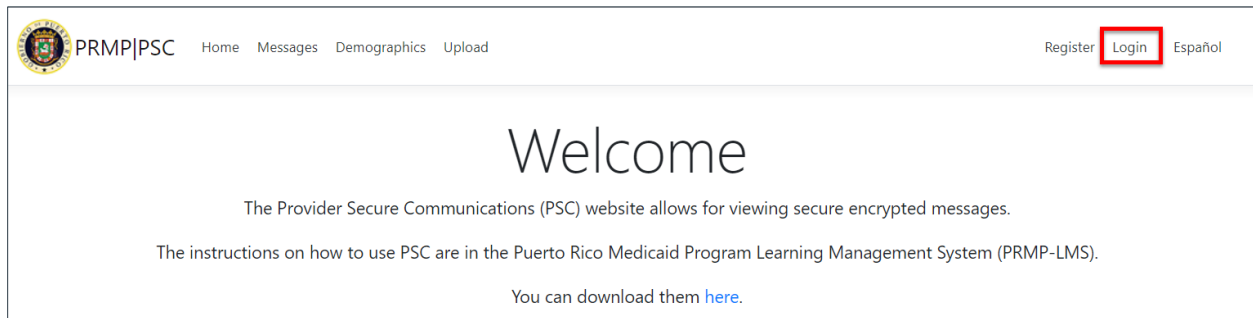 PRMP|PSC Home Messages Demographics Upload Register Login Español
Welcome
The Provider Secure Communications (PSC) website allows for viewing secure encrypted messages.
The instructions on how to use PSC are in the Puerto Rico Medicaid Program Learning Management System (PRMP-LMS).
You can download them here.